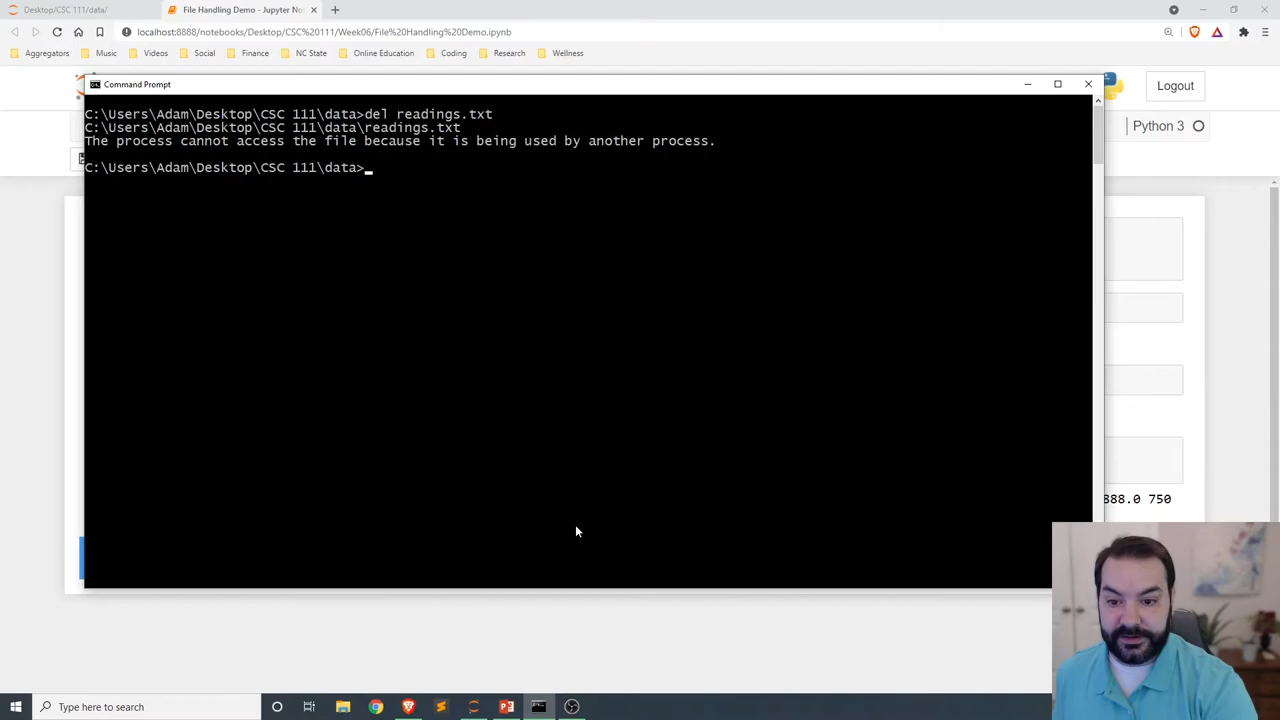 Desktop/CSC 111/data/
File Handling Demo - Jupyter No
localhost:8888/notebooks/Desktop/CSC%20111/Week06/File%20Handling%20Demo.ipynb
Aggregators Music Videos Social Finance NC State Online Education Coding Research Wellness
Command Prompt
Logout
Python 3
C:\Users\Adam\Desktop\CSC 111\data>del readings.txt
C:\Users\Adam\Desktop\CSC 111\data\readings.txt
The process cannot access the file because it is being used by another process.
C:\Users\Adam\Desktop\CSC 111\data>
888.0 750
Type here to search